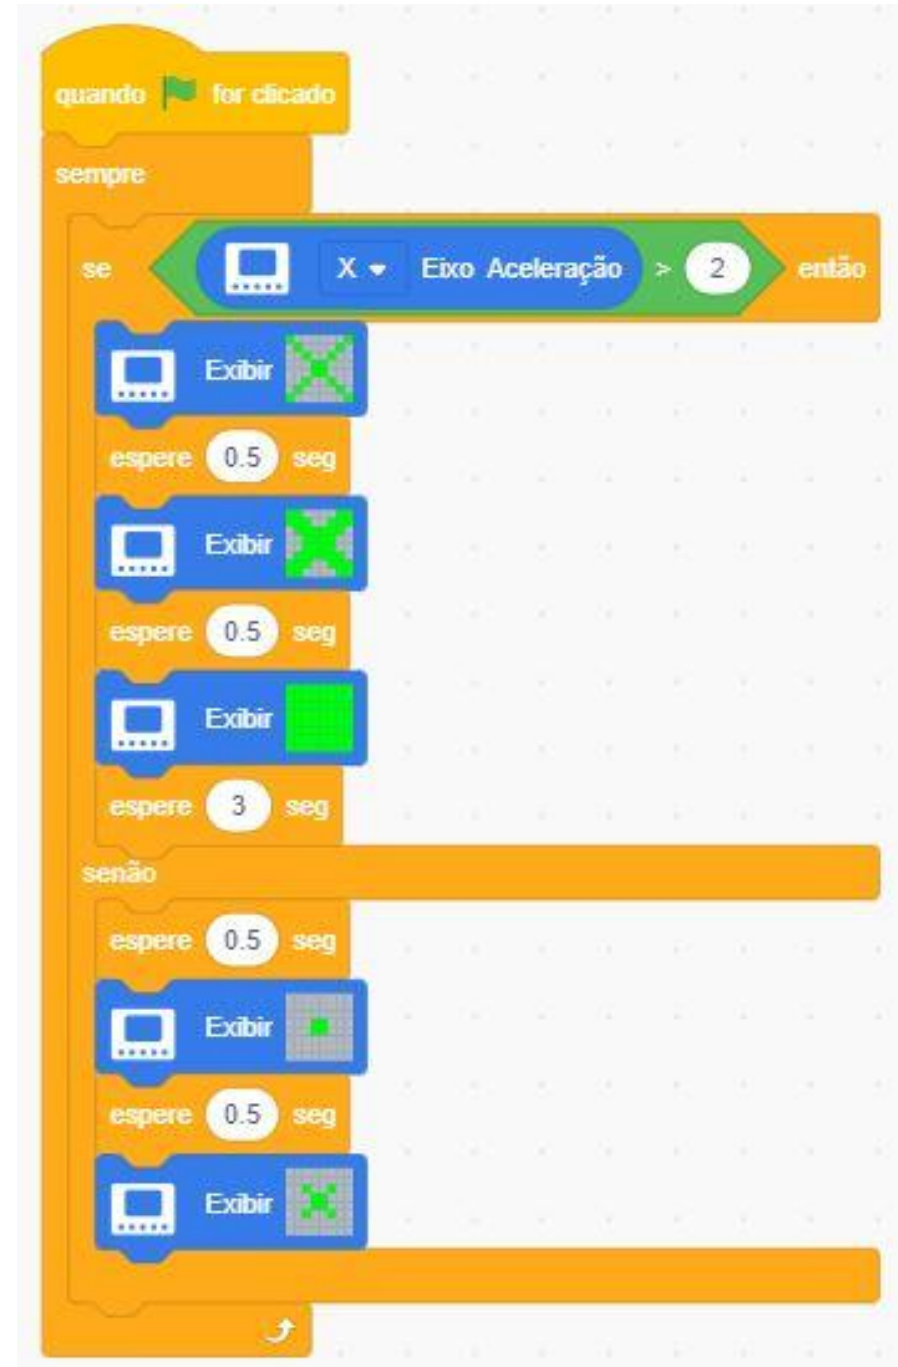 quando for clicado
sempre
se X Eixo Aceleração > 2 então
Exibir
espere 0.5 seg
Exibir
espere 0.5 seg
Exibir
espere 3 seg
senão
espere 0.5 seg
Exibir
espere 0.5 seg
Exibir